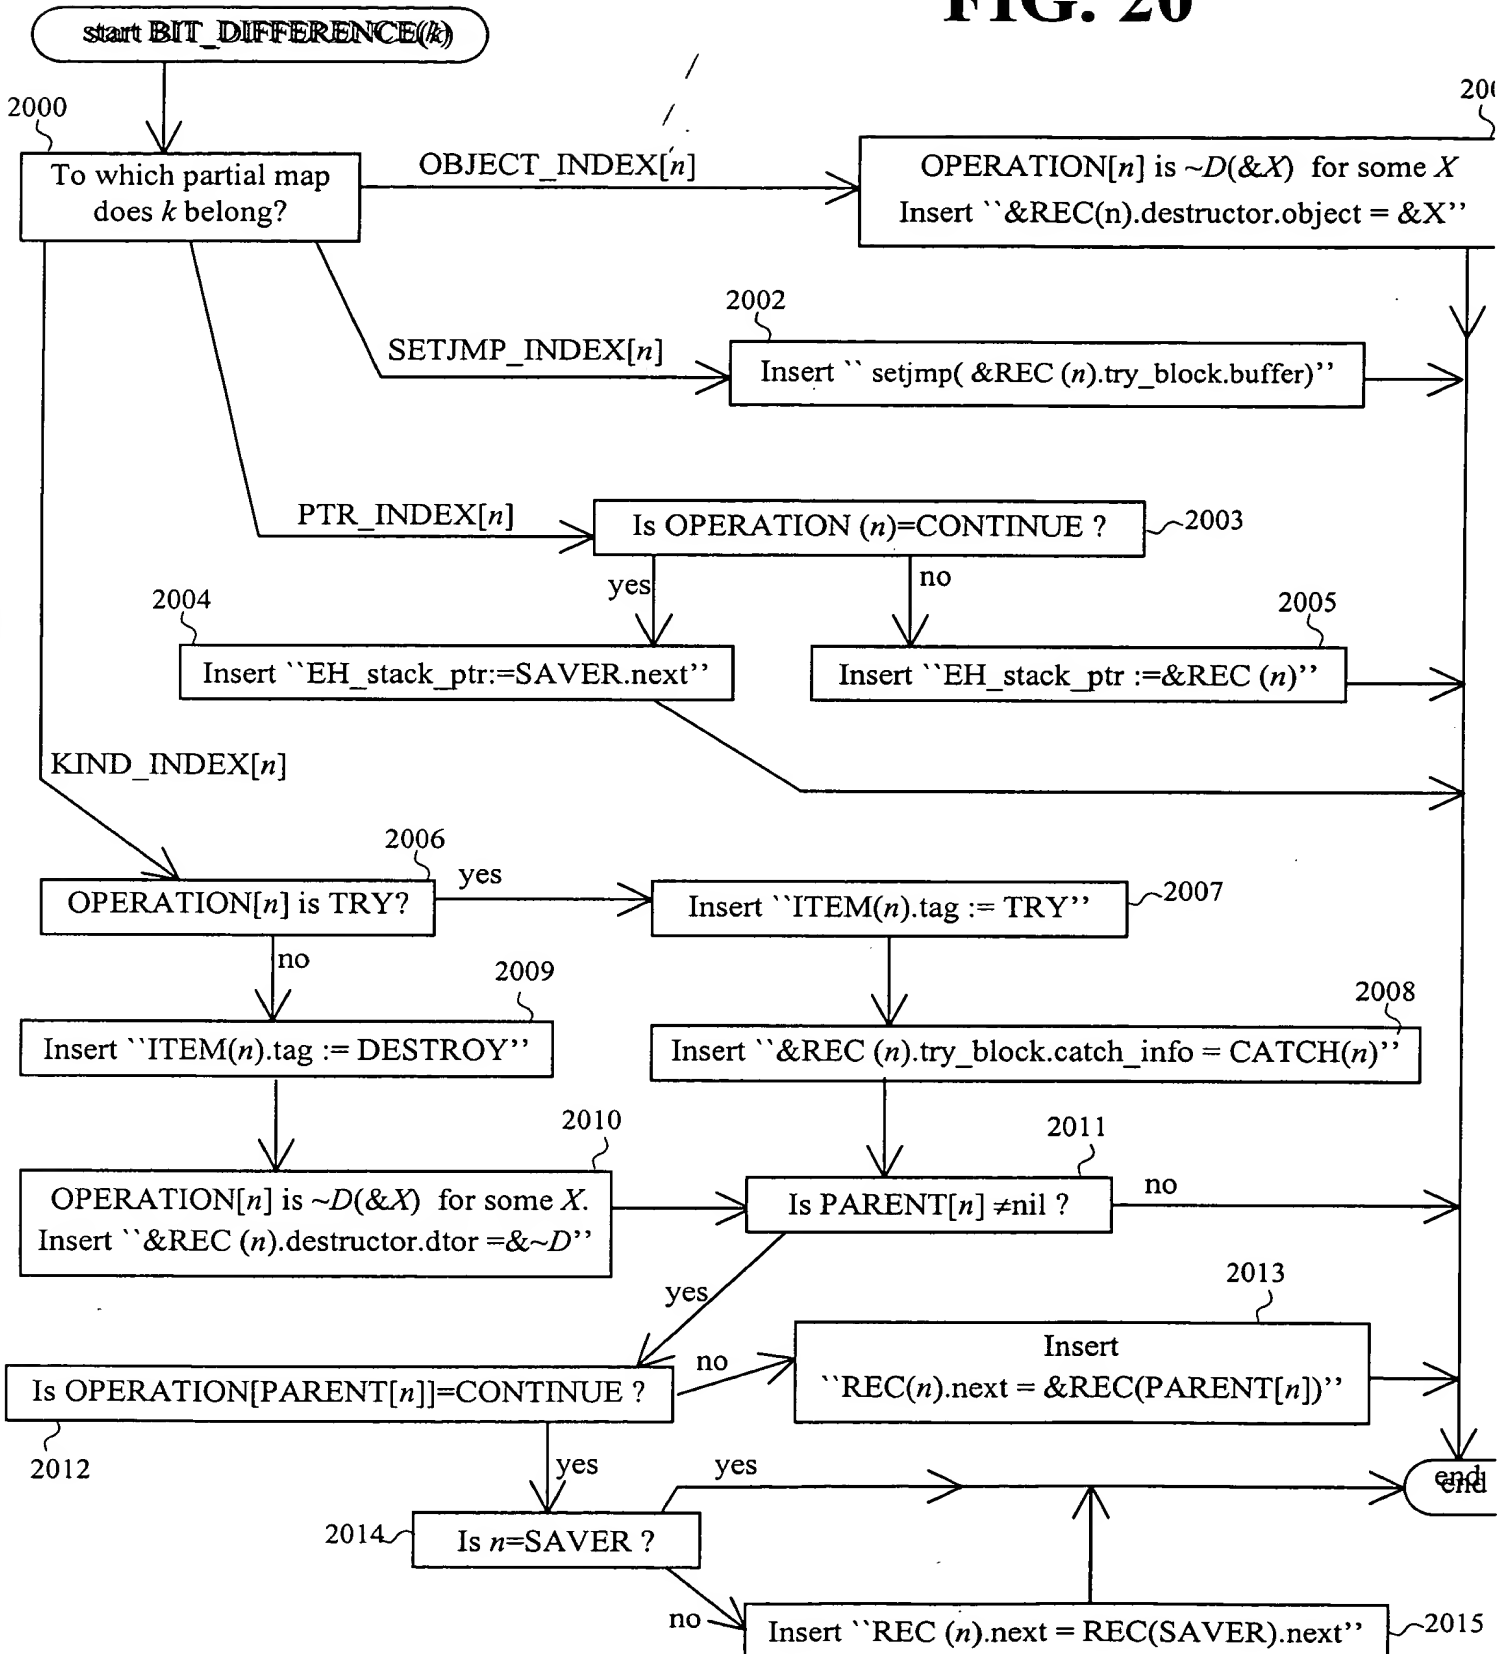 FIG. 20
start BIT_DIFFERENCE(k)
2000
To which partial map
does k belong?
OBJECT_INDEX[n]
OPERATION[n] is ~D(&X) for some X
Insert ``&REC(n).destructor.object = &X''
2002
SETJMP_INDEX[n]
Insert `` setjmp( &REC (n).try_block.buffer)''
PTR_INDEX[n]
Is OPERATION (n)=CONTINUE ?
2003
yes
no
2004
Insert ``EH_stack_ptr:=SAVER.next''
2005
Insert ``EH_stack_ptr :=&REC (n)''
KIND_INDEX[n]
2006
OPERATION[n] is TRY?
yes
Insert ``ITEM(n).tag := TRY''
2007
no
2009
Insert ``ITEM(n).tag := DESTROY''
2008
Insert ``&REC (n).try_block.catch_info = CATCH(n)''
2010
OPERATION[n] is ~D(&X) for some X.
Insert ``&REC (n).destructor.dtor =&~D''
2011
Is PARENT[n] ≠nil ?
no
yes
2013
Insert
``REC(n).next = &REC(PARENT[n])''
Is OPERATION[PARENT[n]]=CONTINUE ?
no
2012
yes
yes
end
2014
Is n=SAVER ?
no
Insert ``REC (n).next = REC(SAVER).next''
2015